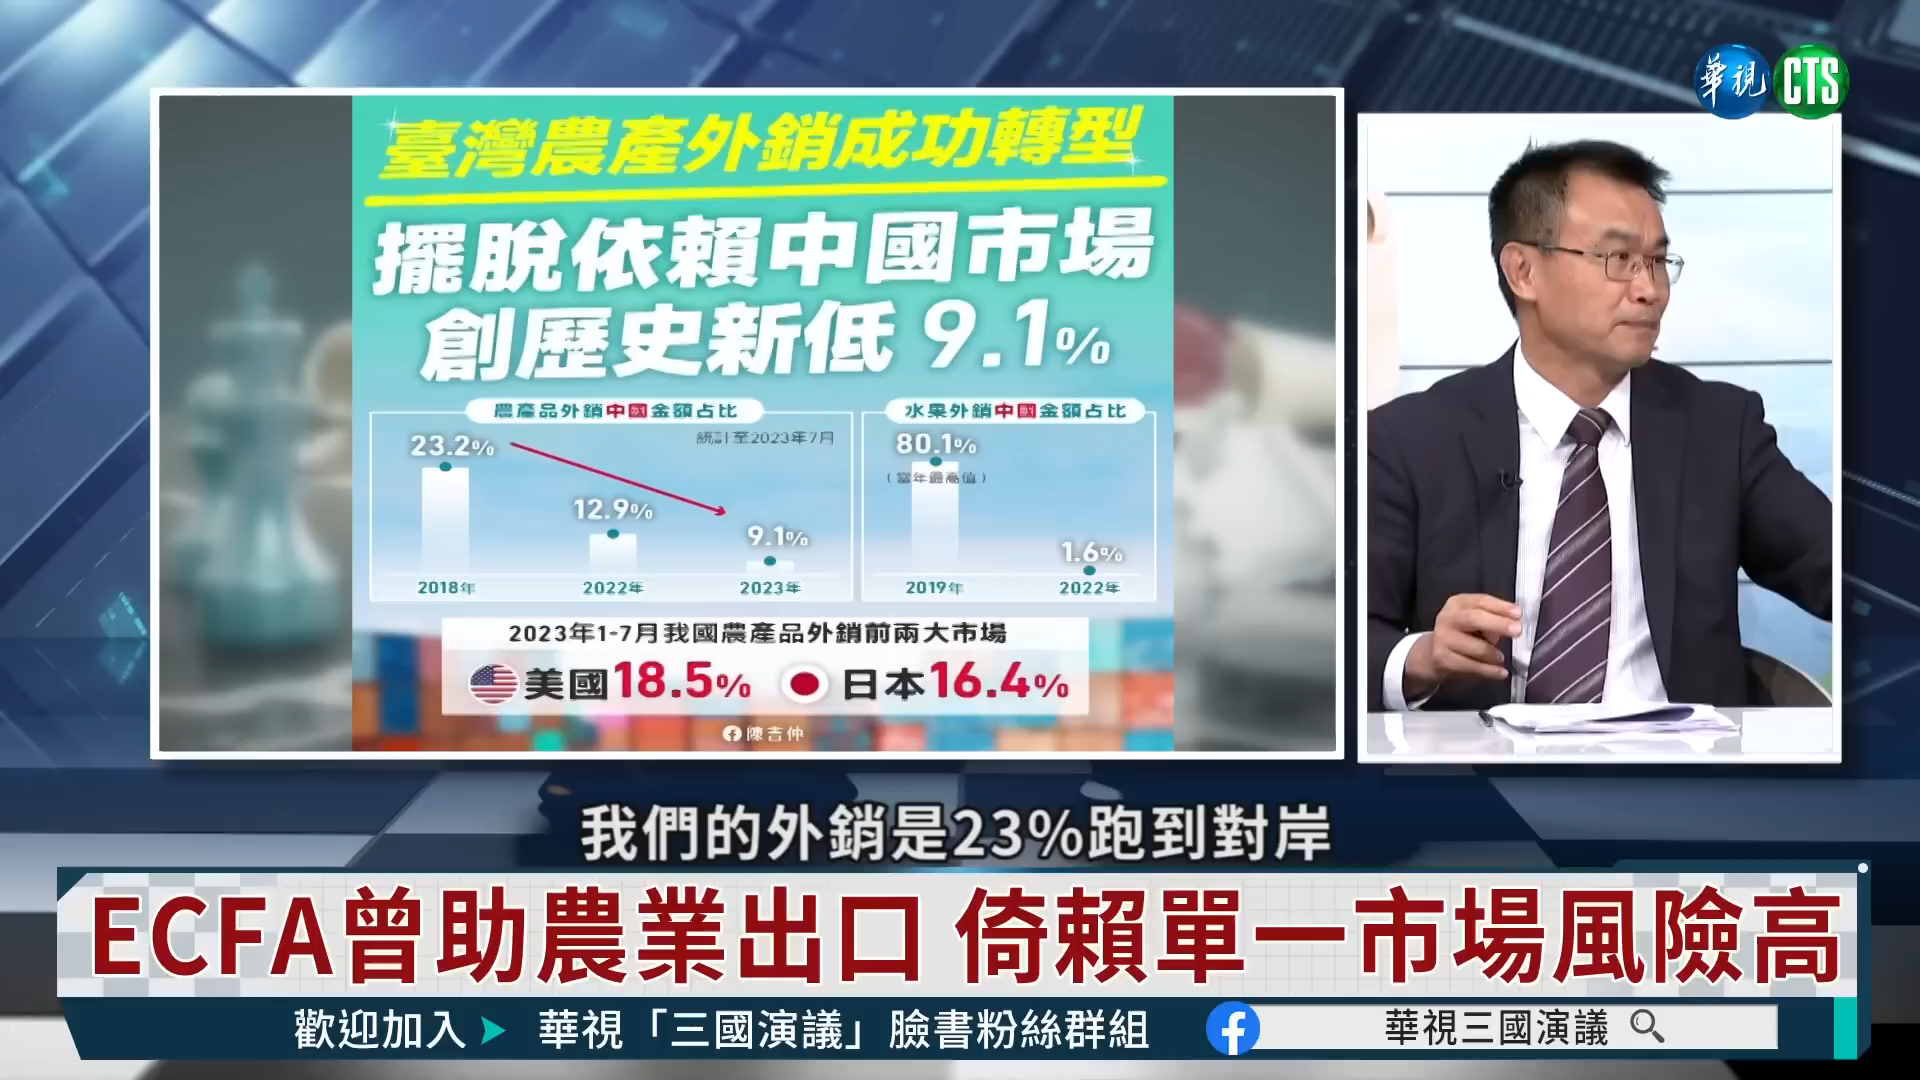 華視 CTS
臺灣農產外銷成功轉型
擺脫依賴中國市場
創歷史新低 9.1%
農產品外銷中國金額占比
統計至2023年7月
23.2%
12.9%
9.1%
2018年
2022年
2023年
水果外銷中國金額占比
80.1%
(當年最高值)
1.6%
2019年
2022年
2023年1-7月我國農產品外銷前兩大市場
美國18.5% 日本16.4%
陳吉仲
我們的外銷是23%跑到對岸
ECFA曾助農業出口 倚賴單一市場風險高
歡迎加入 華視「三國演議」臉書粉絲群組 華視三國演議